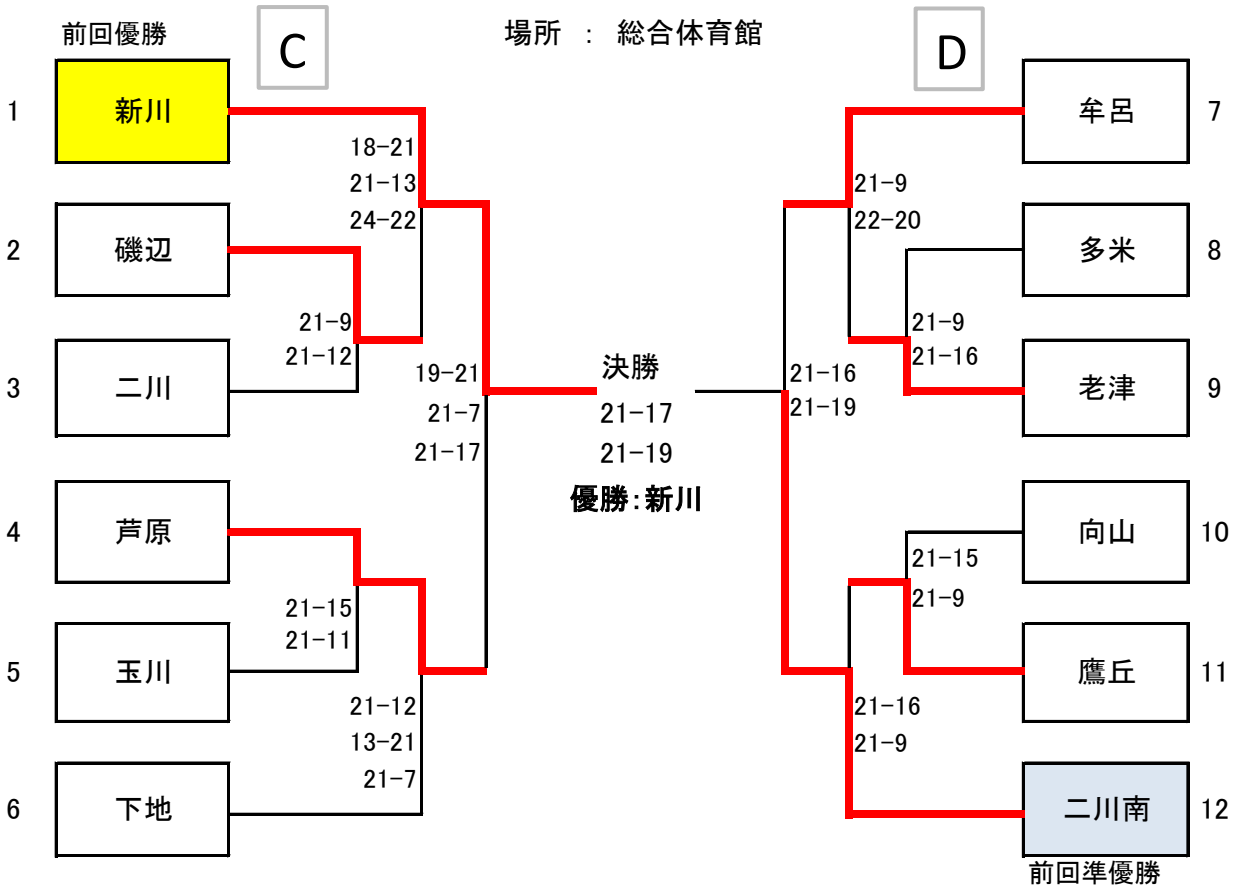 前回優勝
C
場所 : 総合体育館
D
1
新川
牟呂
7
18-21
21-13
24-22
21-9
22-20
2
磯辺
多米
8
21-9
21-12
21-9
21-16
3
二川
老津
9
19-21
21-7
21-17
決勝
21-17
21-19
優勝:新川
21-16
21-19
4
芦原
向山
10
21-15
21-11
21-15
21-9
5
玉川
鷹丘
11
21-12
13-21
21-7
21-16
21-9
6
下地
二川南
12
前回準優勝